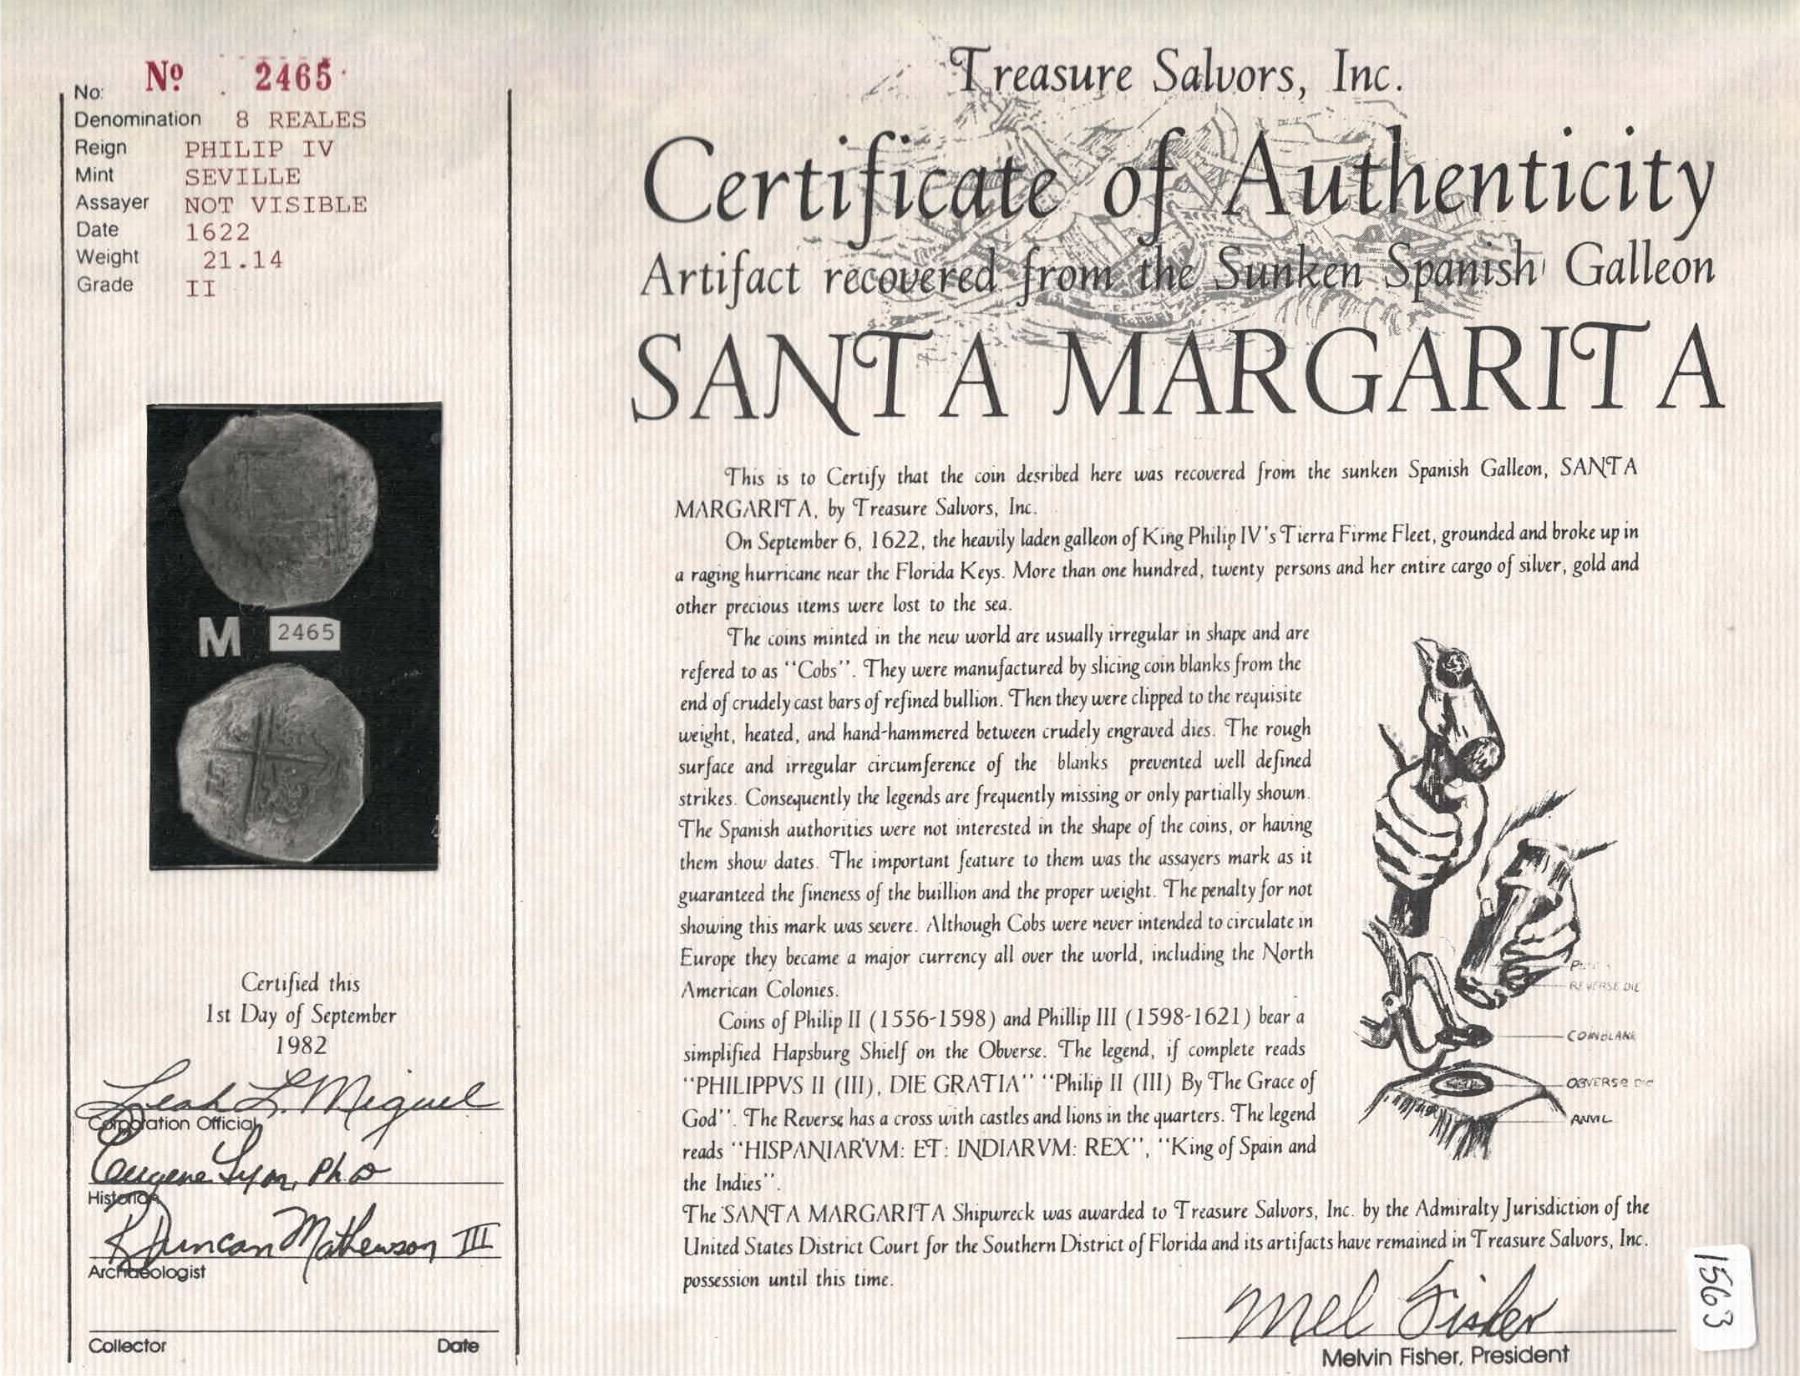 No: Nº 2465
Denomination 8 REALES
Reign PHILIP IV
Mint SEVILLE
Assayer NOT VISIBLE
Date 1622
Weight 21.14
Grade II
M 2465
Certified this
1st Day of September
1982
Leah L. Miguel
Corporation Official
Eugene Lyon, PhD
Historian
R Duncan Mathewson III
Archaeologist
Collector Date
Treasure Salvors, Inc.
Certificate of Authenticity
Artifact recovered from the Sunken Spanish Galleon
SANTA MARGARITA
This is to Certify that the coin desribed here was recovered from the sunken Spanish Galleon, SANTA
MARGARITA, by Treasure Salvors, Inc.
On September 6, 1622, the heavily laden galleon of King Philip IV's Tierra Firme Fleet, grounded and broke up in
a raging hurricane near the Florida Keys. More than one hundred, twenty persons and her entire cargo of silver, gold and
other precious items were lost to the sea.
The coins minted in the new world are usually irregular in shape and are
refered to as "Cobs". They were manufactured by slicing coin blanks from the
end of crudely cast bars of refined bullion. Then they were clipped to the requisite
weight, heated, and hand-hammered between crudely engraved dies. The rough
surface and irregular circumference of the blanks prevented well defined
strikes. Consequently the legends are frequently missing or only partially shown.
The Spanish authorities were not interested in the shape of the coins, or having
them show dates. The important feature to them was the assayers mark as it
guaranteed the fineness of the buillion and the proper weight. The penalty for not
showing this mark was severe. Although Cobs were never intended to circulate in
Europe they became a major currency all over the world, including the North
American Colonies.
Coins of Philip II (1556-1598) and Phillip III (1598-1621) bear a
simplified Hapsburg Shielf on the Obverse. The legend, if complete reads
"PHILIPPVS II (III), DIE GRATIA" "Philip II (III) By The Grace of
God". The Reverse has a cross with castles and lions in the quarters. The legend
reads "HISPANIARVM: ET: INDIARVM: REX", "King of Spain and
the Indies".
REVERSE DIE
COINBLANK
OBVERSE DIE
ANVIL
The SANTA MARGARITA Shipwreck was awarded to Treasure Salvors, Inc. by the Admiralty Jurisdiction of the
United States District Court for the Southern District of Florida and its artifacts have remained in Treasure Salvors, Inc.
possession until this time.
Mel Fisher
Melvin Fisher, President
1563